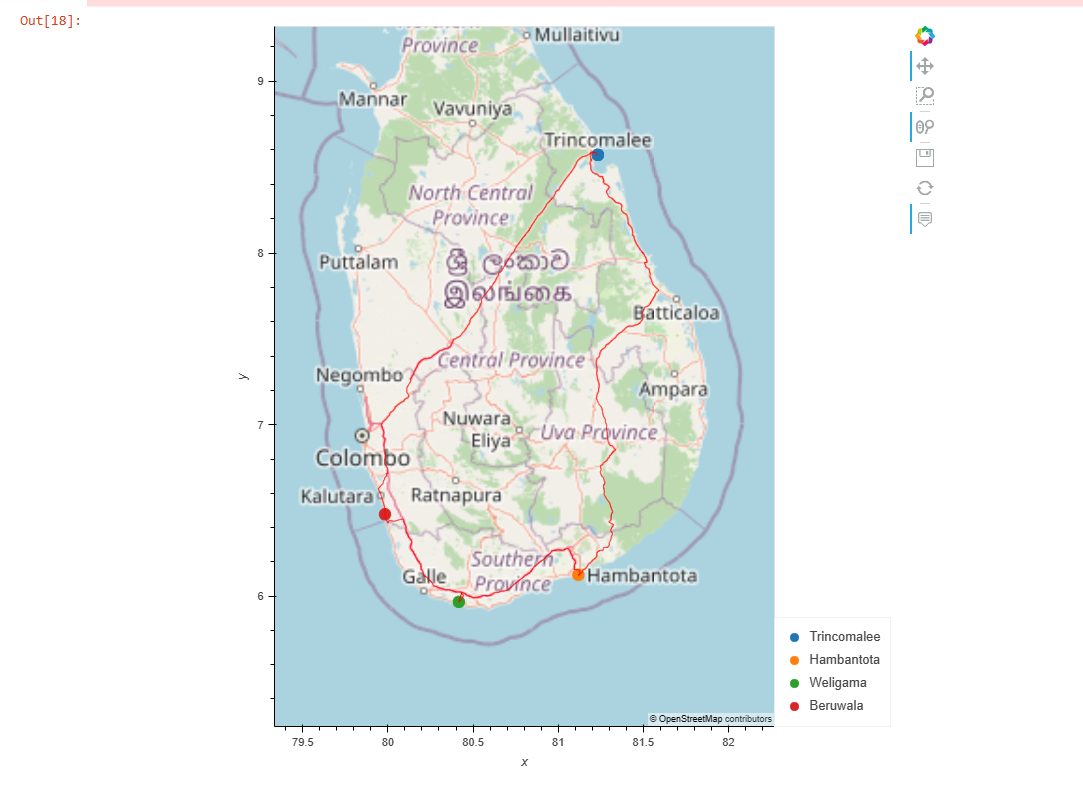 Out[18]:
Province
Mullaitivu
9
Mannar
Vavuniya
Trincomalee
North Central
Province
8
Puttalam
ශ්‍රී ලංකාව
இலங்கை
Batticaloa
Central Province
Negombo
Ampara
y
7
Nuwara
Eliya
Uva Province
Colombo
Kalutara
Ratnapura
Southern
Province
Galle
Hambantota
6
Trincomalee
Hambantota
Weligama
Beruwala
© OpenStreetMap contributors
79.5 80 80.5 81 81.5 82
x